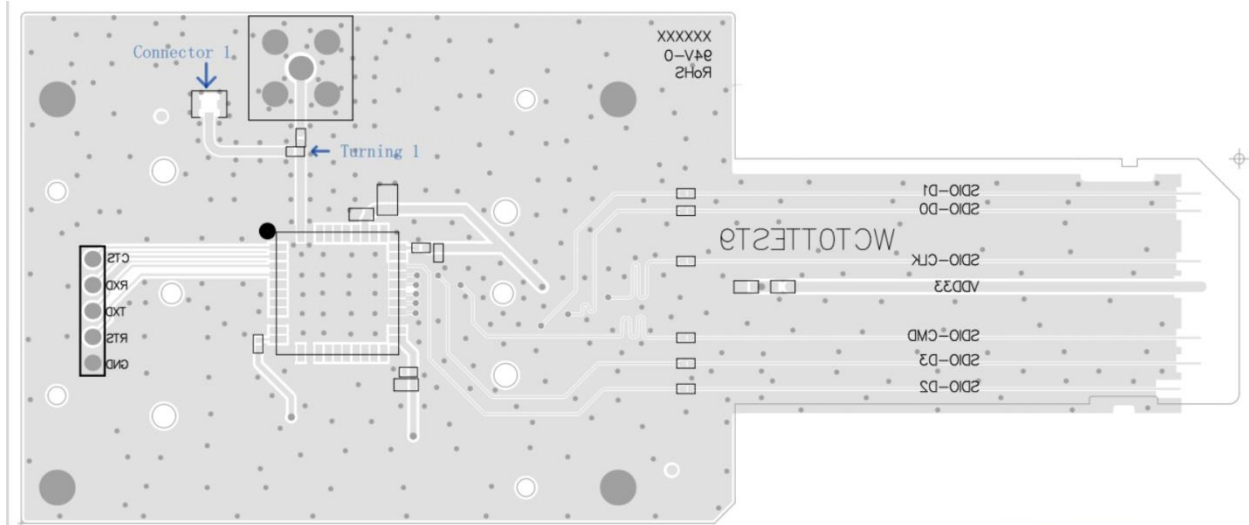 XXXXXX
94V-0
RoHS
Connector 1
Turning 1
SDIO-D1
SDIO-D0
WCTOTTEST9
SDIO-CLK
VDD33
CTS
RXD
TXD
RTS
GND
SDIO-CMD
SDIO-D3
SDIO-D2